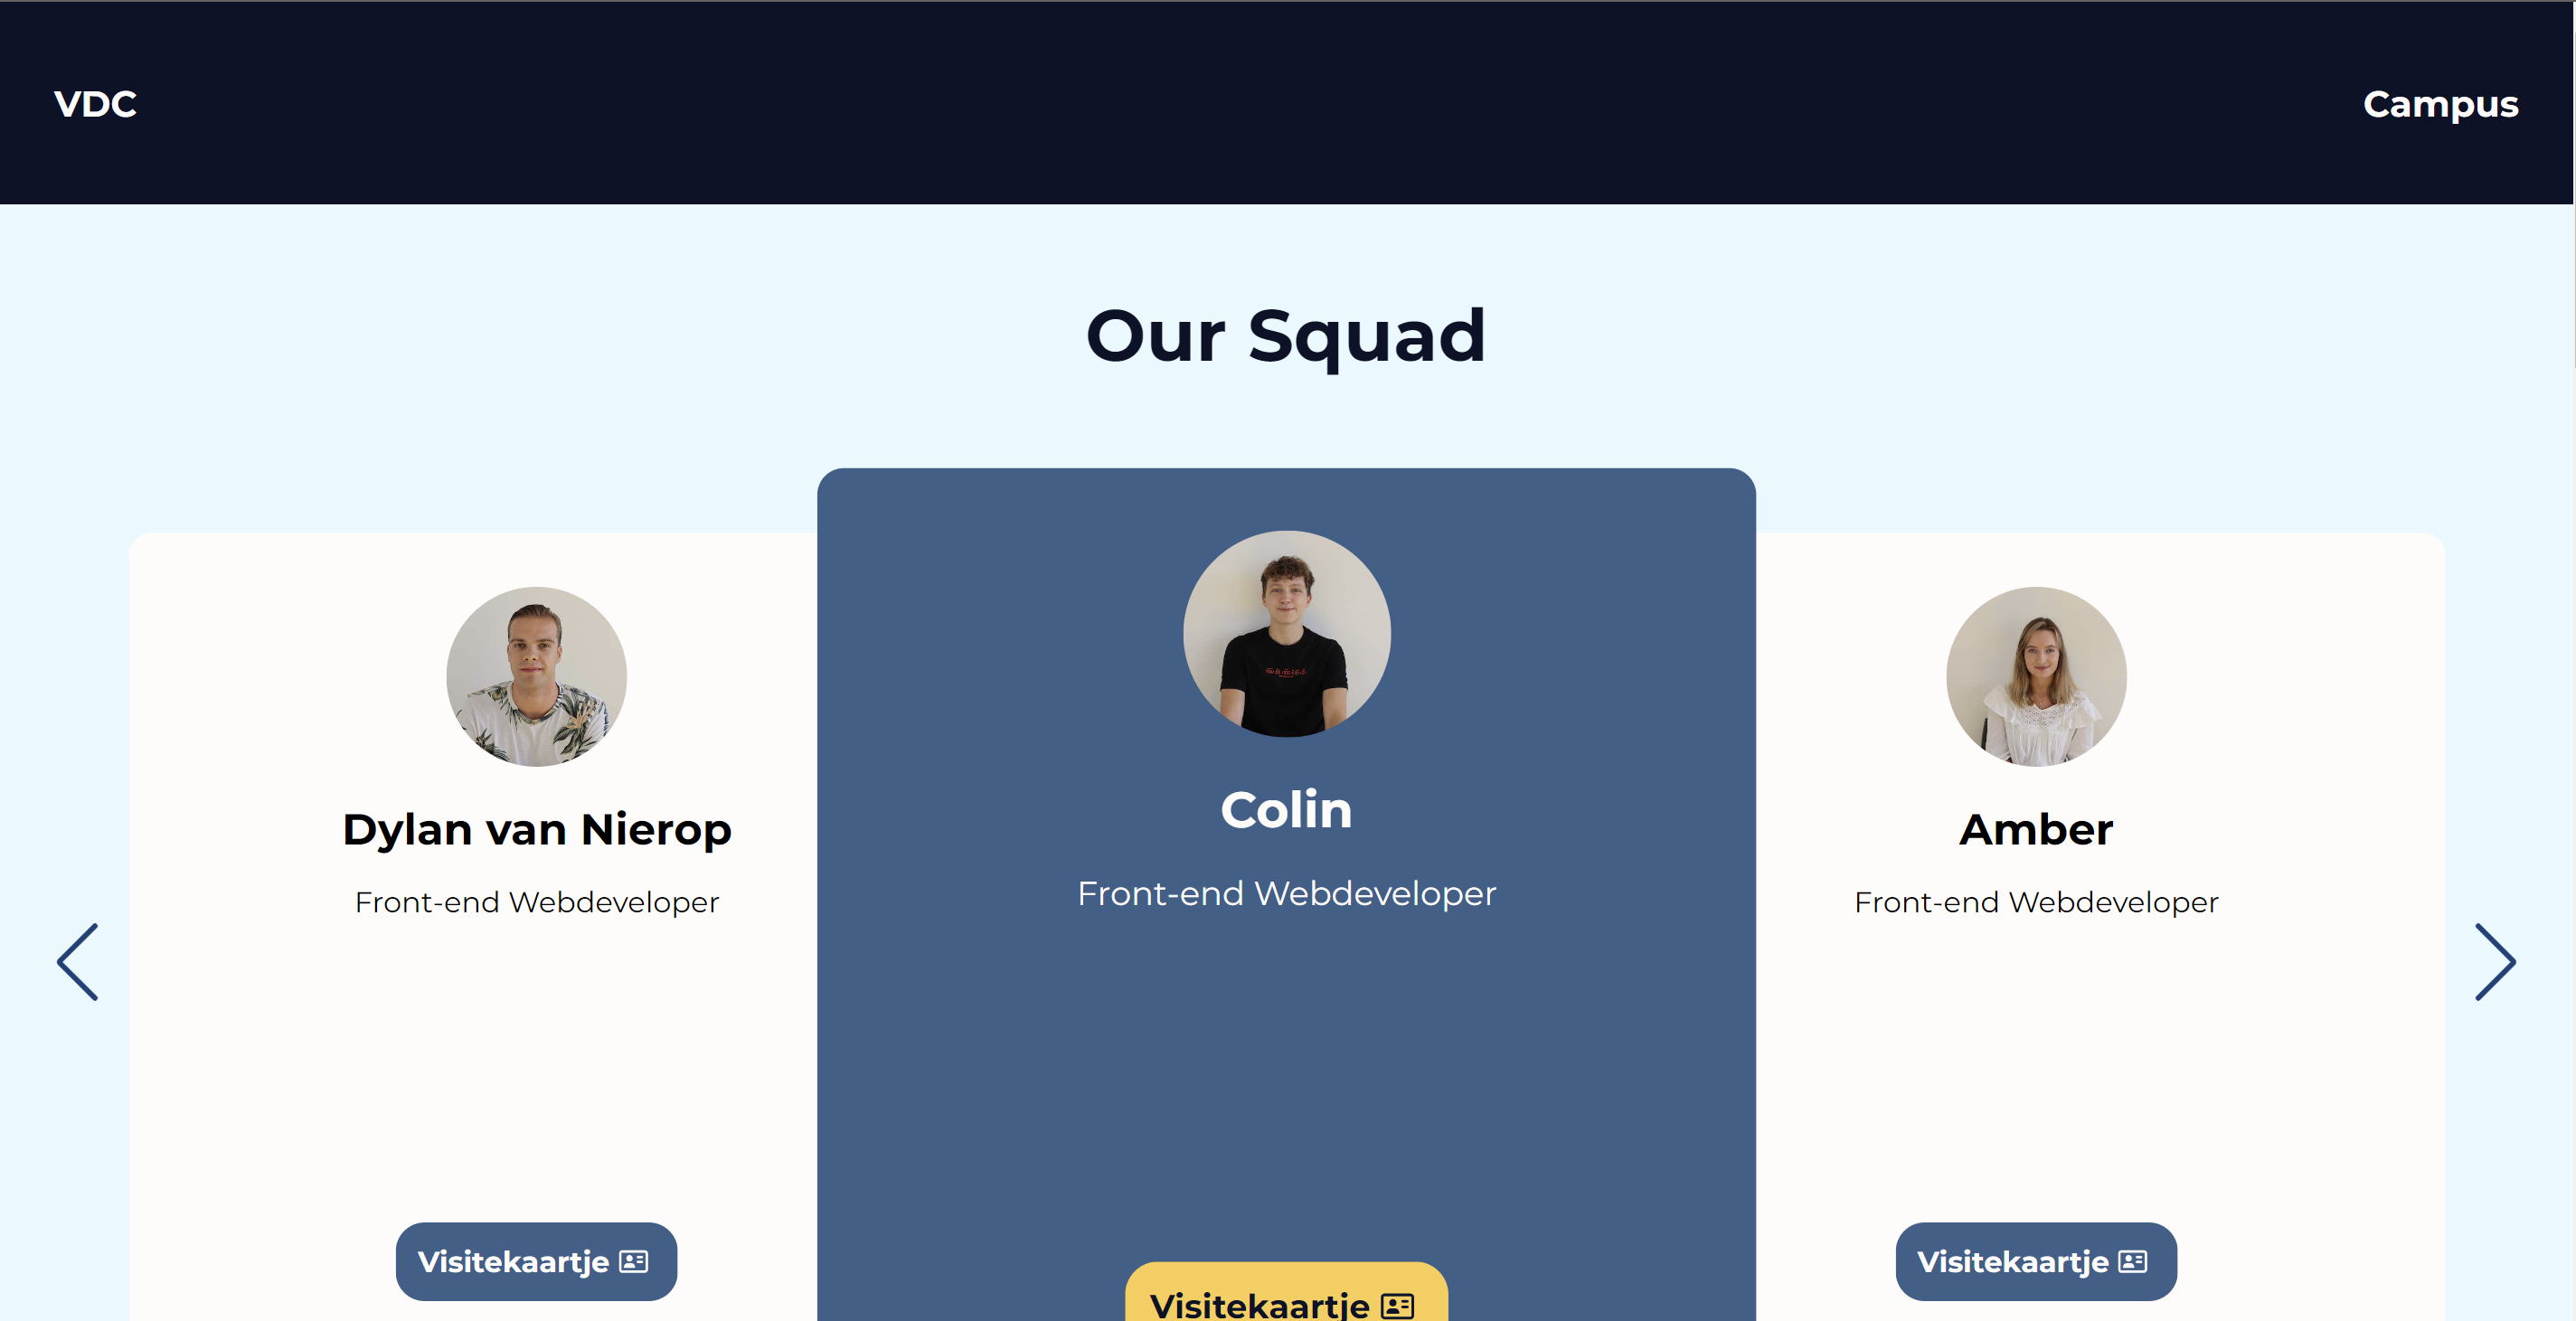 VDC
Campus
Our Squad
Dylan van Nierop
Front-end Webdeveloper
Visitekaartje
Colin
Front-end Webdeveloper
Visitekaartje
Amber
Front-end Webdeveloper
Visitekaartje